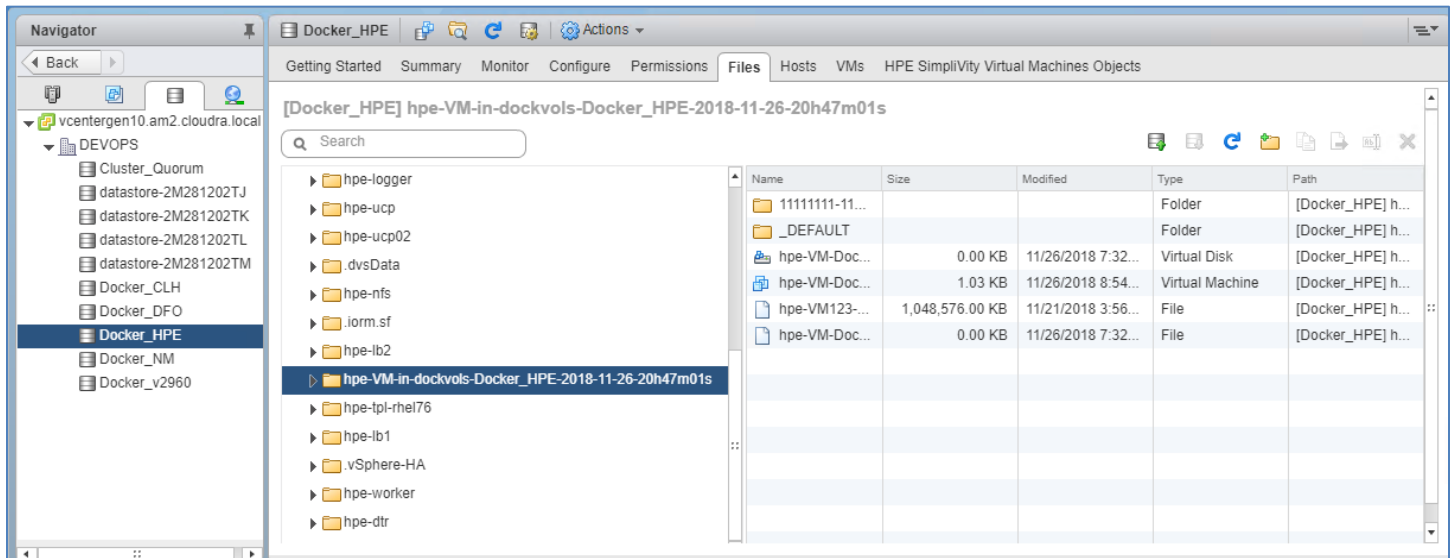 Navigator
Back
vcentergen10.am2.cloudra.local
DEVOPS
Cluster_Quorum
datastore-2M281202TJ
datastore-2M281202TK
datastore-2M281202TL
datastore-2M281202TM
Docker_CLH
Docker_DFO
Docker_HPE
Docker_NM
Docker_v2960
Docker_HPE Actions
Getting Started Summary Monitor Configure Permissions Files Hosts VMs HPE SimpliVity Virtual Machines Objects
[Docker_HPE] hpe-VM-in-dockvols-Docker_HPE-2018-11-26-20h47m01s
Search
hpe-logger
hpe-ucp
hpe-ucp02
.dvsData
hpe-nfs
.iorm.sf
hpe-lb2
hpe-VM-in-dockvols-Docker_HPE-2018-11-26-20h47m01s
hpe-tpl-rhel76
hpe-lb1
.vSphere-HA
hpe-worker
hpe-dtr
Name Size Modified Type Path
11111111-11... Folder [Docker_HPE] h...
_DEFAULT Folder [Docker_HPE] h...
hpe-VM-Doc... 0.00 KB 11/26/2018 7:32... Virtual Disk [Docker_HPE] h...
hpe-VM-Doc... 1.03 KB 11/26/2018 8:54... Virtual Machine [Docker_HPE] h...
hpe-VM123-... 1,048,576.00 KB 11/21/2018 3:56... File [Docker_HPE] h...
hpe-VM-Doc... 0.00 KB 11/26/2018 7:32... File [Docker_HPE] h...